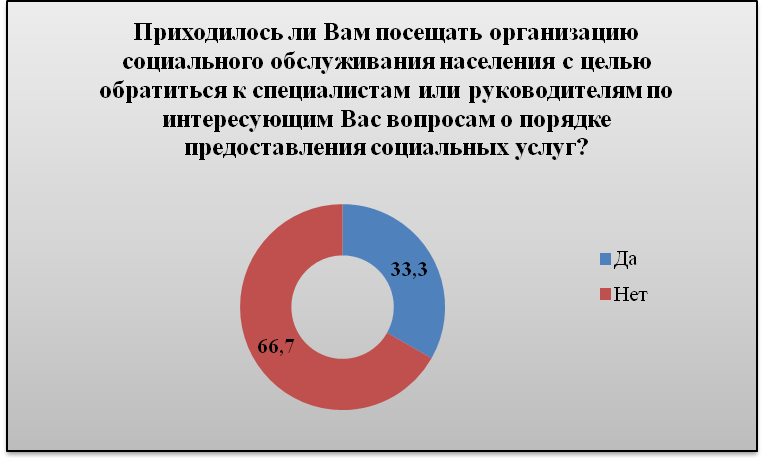 Приходилось ли Вам посещать организацию
социального обслуживания населения с целью
обратиться к специалистам или руководителям по
интересующим Вас вопросам о порядке
предоставления социальных услуг?
33,3
Да
Нет
66,7